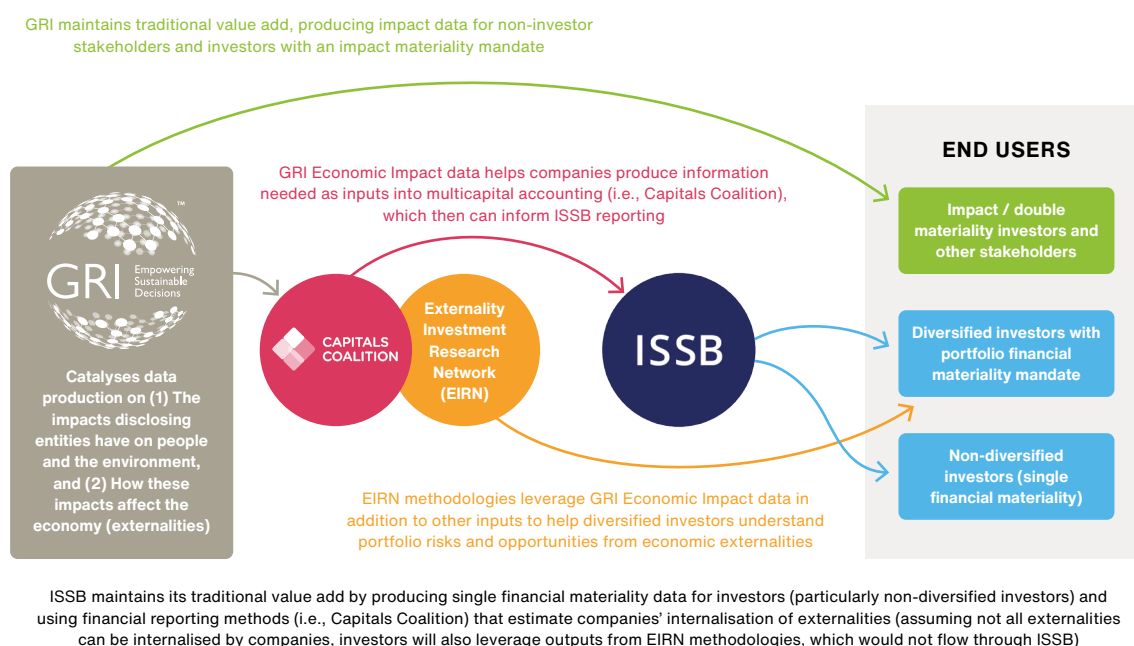 GRI maintains traditional value add, producing impact data for non-investor
stakeholders and investors with an impact materiality mandate
END USERS
GRI Economic Impact data helps companies produce information
needed as inputs into multicapital accounting (i.e., Capitals Coalition),
which then can inform ISSB reporting
™
GRI
Empowering
Sustainable
Decisions
Catalyses data
production on (1) The
impacts disclosing
entities have on people
and the environment,
and (2) How these
impacts affect the
economy (externalities)
CAPITALS
COALITION
Externality
Investment
Research
Network
(EIRN)
ISSB
Impact / double
materiality investors and
other stakeholders
Diversified investors with
portfolio financial
materiality mandate
Non-diversified
investors (single
financial materiality)
EIRN methodologies leverage GRI Economic Impact data in
addition to other inputs to help diversified investors understand
portfolio risks and opportunities from economic externalities
ISSB maintains its traditional value add by producing single financial materiality data for investors (particularly non-diversified investors) and
using financial reporting methods (i.e., Capitals Coalition) that estimate companies' internalisation of externalities (assuming not all externalities
can be internalised by companies, investors will also leverage outputs from EIRN methodologies, which would not flow through ISSB)